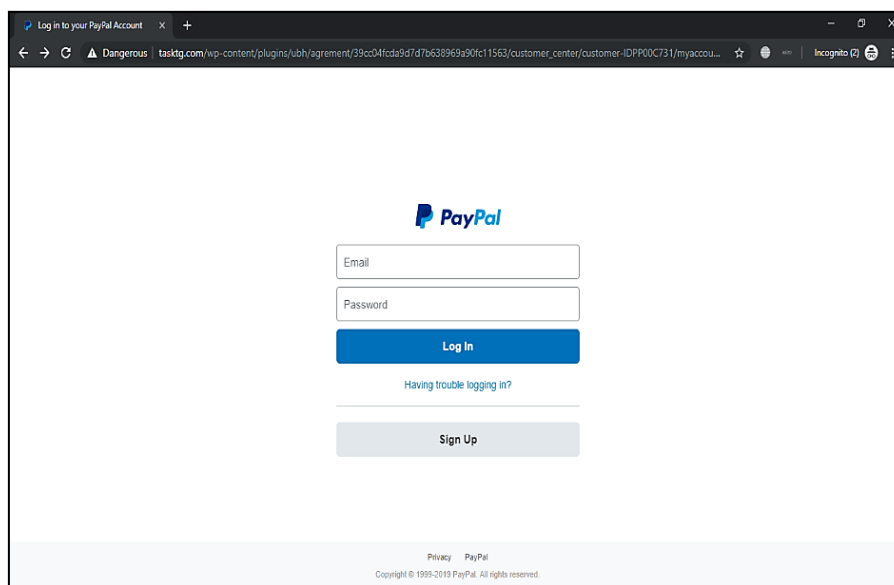 Log in to your PayPal Account
Dangerous tasktg.com/wp-content/plugins/ubh/agrement/39cc04fcda9d7d7b638969a90fc11563/customer_center/customer-IDPP00C731/myaccou... Incognito (2)
PayPal
Email
Password
Log In
Having trouble logging in?
Sign Up
Privacy PayPal
Copyright © 1999-2019 PayPal. All rights reserved.